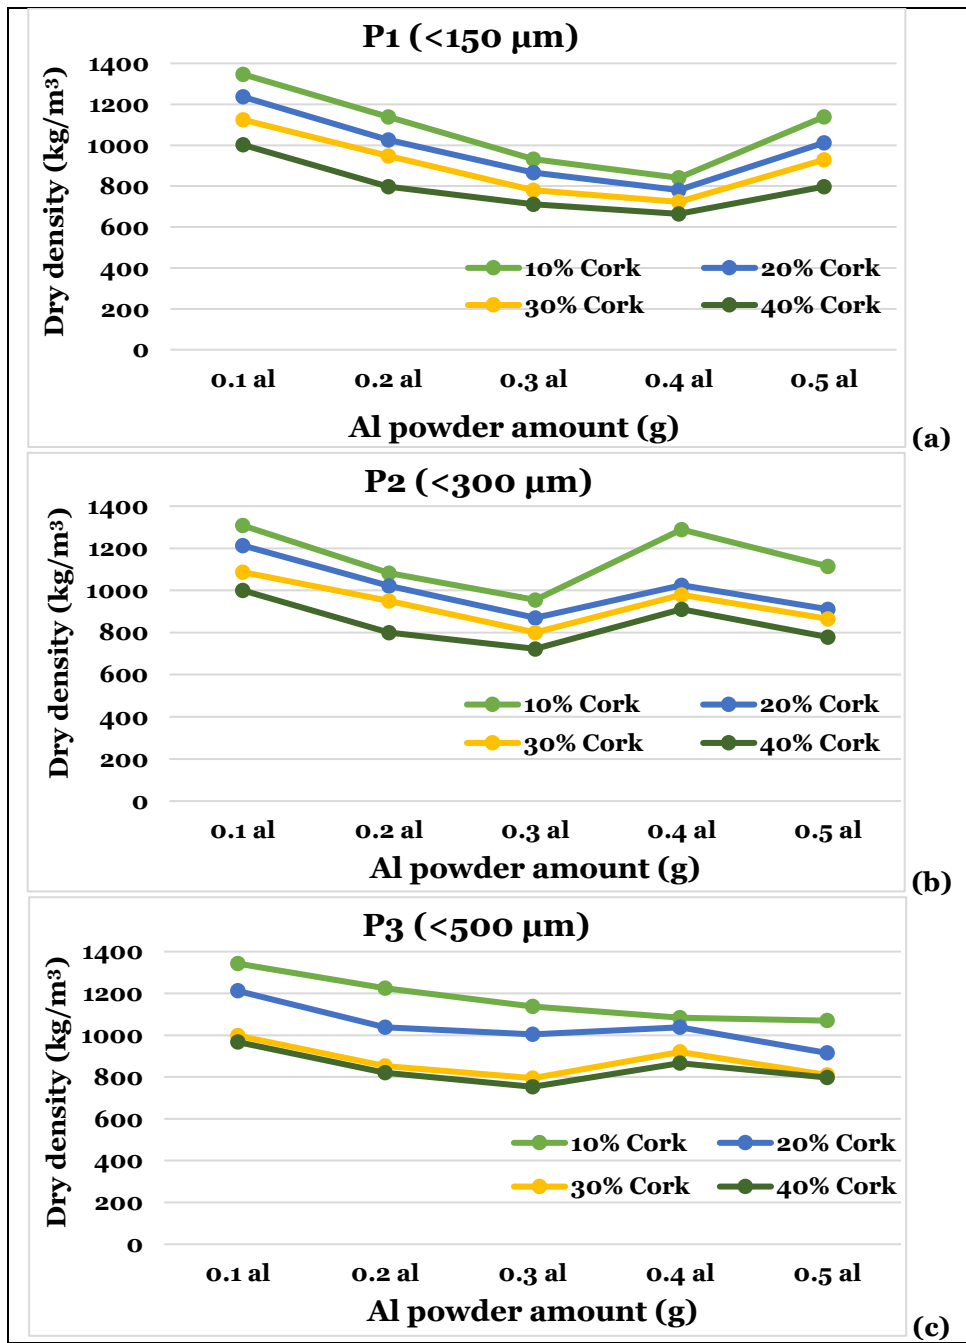 P1 (<150 µm)
Dry density (kg/m³)
1400
1200
1000
800
600
400
200
0
10% Cork
20% Cork
30% Cork
40% Cork
0.1 al
0.2 al
0.3 al
0.4 al
0.5 al
Al powder amount (g)
(a)
P2 (<300 µm)
Dry density (kg/m³)
1400
1200
1000
800
600
400
200
0
10% Cork
20% Cork
30% Cork
40% Cork
0.1 al
0.2 al
0.3 al
0.4 al
0.5 al
Al powder amount (g)
(b)
P3 (<500 µm)
Dry density (kg/m³)
1400
1200
1000
800
600
400
200
0
10% Cork
20% Cork
30% Cork
40% Cork
0.1 al
0.2 al
0.3 al
0.4 al
0.5 al
Al powder amount (g)
(c)